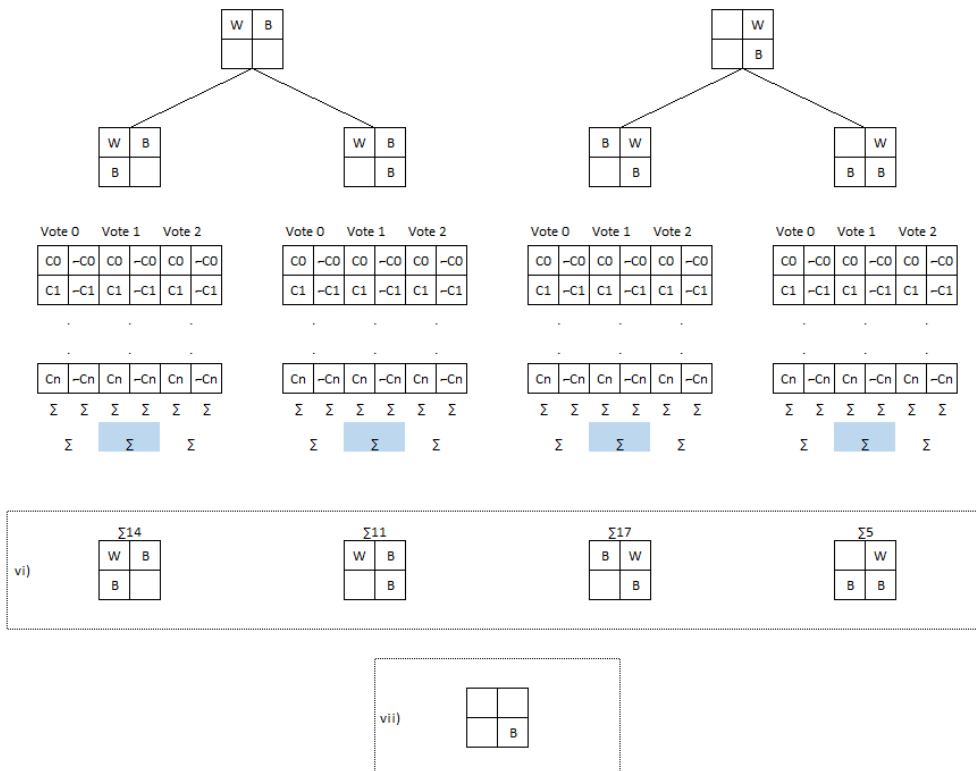 W B W
B
W B W B B W W
B B B B B
Vote 0 Vote 1 Vote 2 Vote 0 Vote 1 Vote 2 Vote 0 Vote 1 Vote 2 Vote 0 Vote 1 Vote 2
C0 ¬C0 C0 ¬C0 C0 ¬C0 C0 ¬C0 C0 ¬C0 C0 ¬C0 C0 ¬C0 C0 ¬C0 C0 ¬C0 C0 ¬C0 C0 ¬C0 C0 ¬C0
C1 ¬C1 C1 ¬C1 C1 ¬C1 C1 ¬C1 C1 ¬C1 C1 ¬C1 C1 ¬C1 C1 ¬C1 C1 ¬C1 C1 ¬C1 C1 ¬C1 C1 ¬C1
. . . . . . . . . . . .
. . . . . . . . . . . .
Cn ¬Cn Cn ¬Cn Cn ¬Cn Cn ¬Cn Cn ¬Cn Cn ¬Cn Cn ¬Cn Cn ¬Cn Cn ¬Cn Cn ¬Cn Cn ¬Cn Cn ¬Cn
Σ Σ Σ Σ Σ Σ Σ Σ Σ Σ Σ Σ Σ Σ Σ Σ Σ Σ Σ Σ Σ Σ Σ Σ
Σ Σ Σ Σ Σ Σ Σ Σ Σ Σ Σ Σ
Σ14 Σ11 Σ17 Σ5
W B W B B W W
vi)
B B B B B
vii)
B